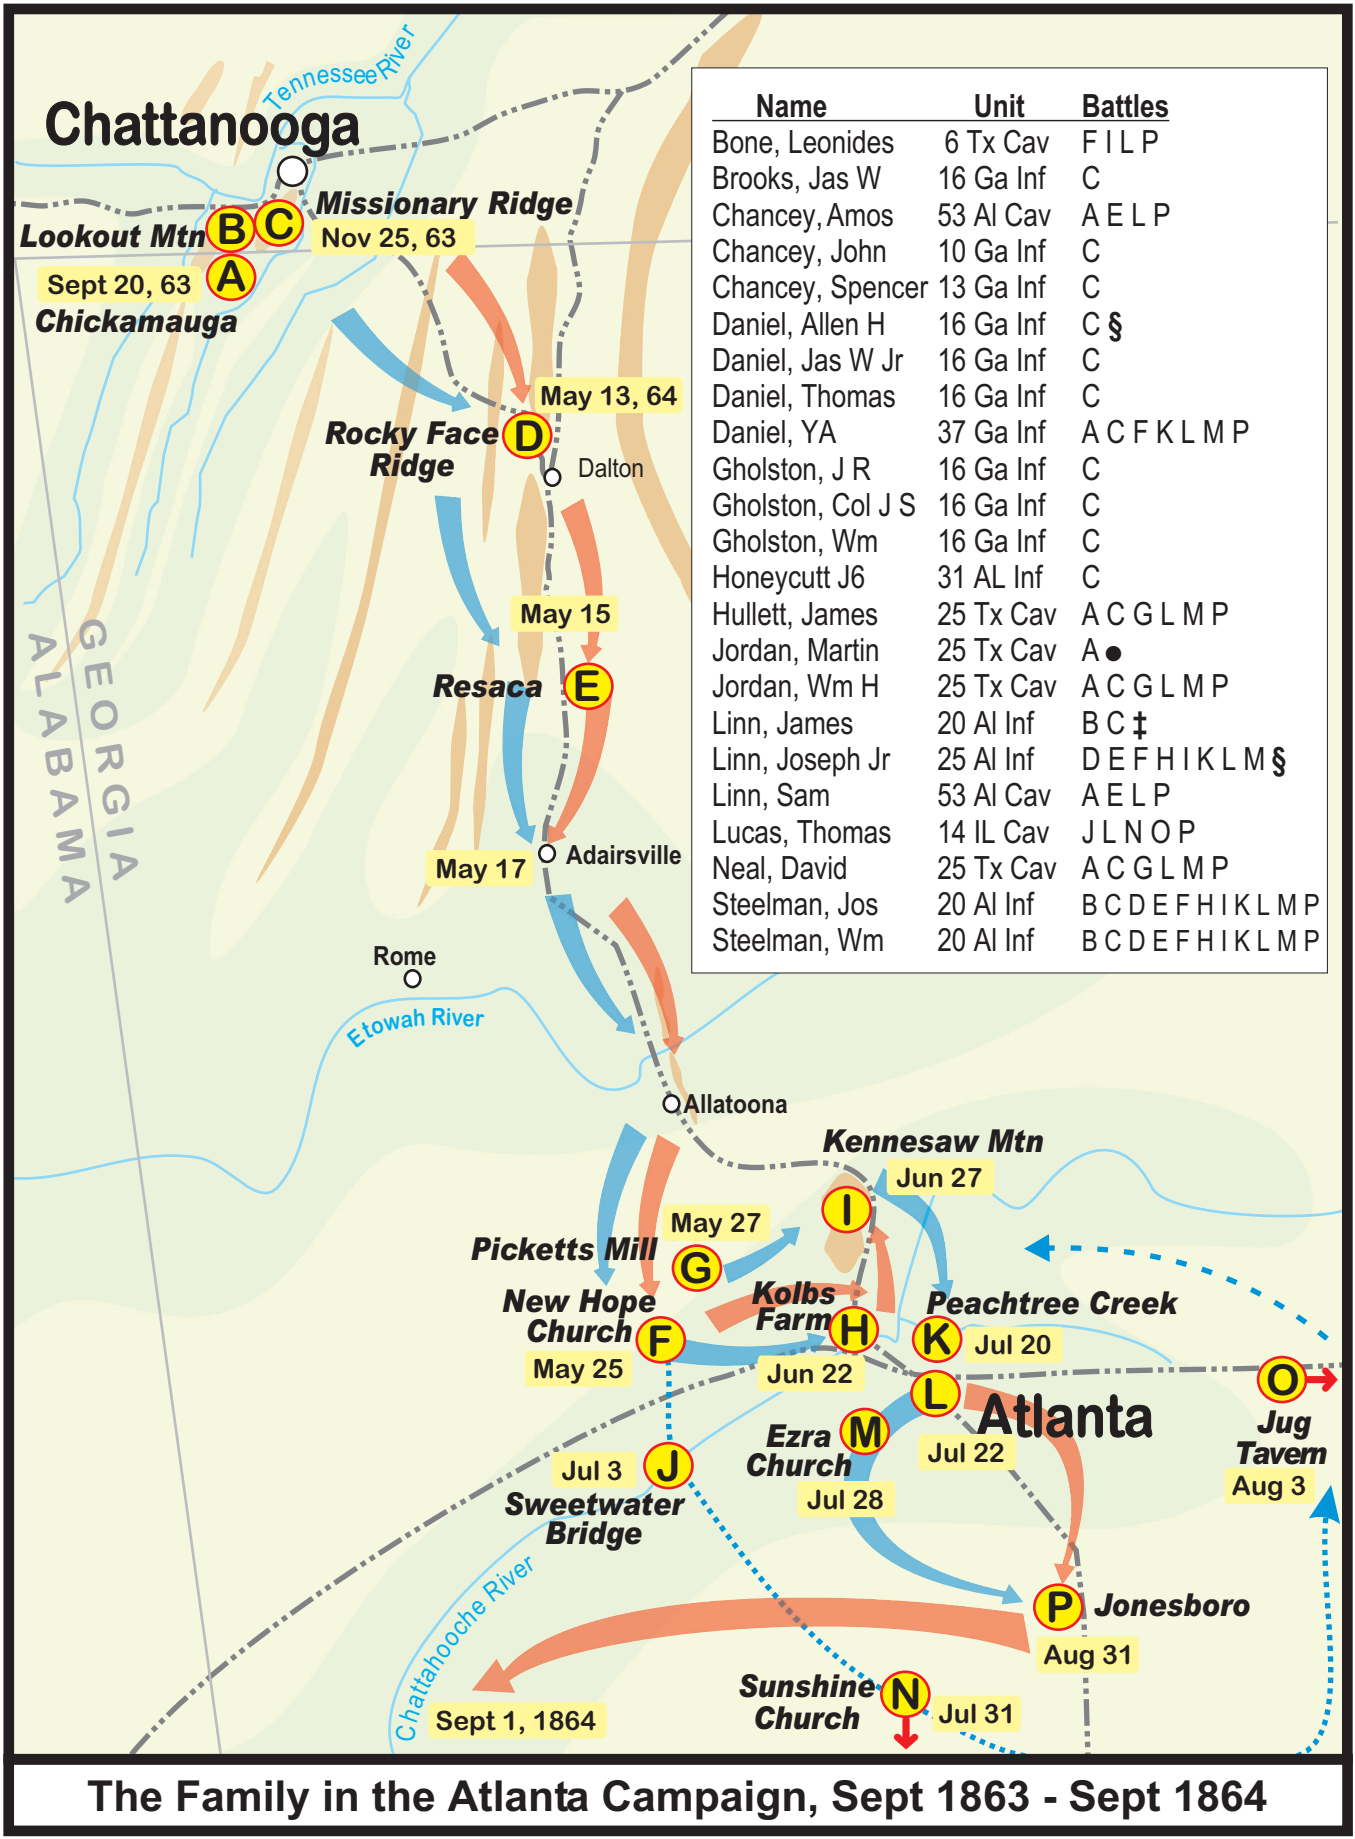 Tennessee River
Chattanooga
Missionary Ridge
Nov 25, 63
Lookout Mtn
B
C
A
Sept 20, 63
Chickamauga
Name Unit Battles
Bone, Leonides 6 Tx Cav F I L P
Brooks, Jas W 16 Ga Inf C
Chancey, Amos 53 Al Cav A E L P
Chancey, John 10 Ga Inf C
Chancey, Spencer 13 Ga Inf C
Daniel, Allen H 16 Ga Inf C §
Daniel, Jas W Jr 16 Ga Inf C
Daniel, Thomas 16 Ga Inf C
Daniel, YA 37 Ga Inf A C F K L M P
Gholston, J R 16 Ga Inf C
Gholston, Col J S 16 Ga Inf C
Gholston, Wm 16 Ga Inf C
Honeycutt J6 31 AL Inf C
Hullett, James 25 Tx Cav A C G L M P
Jordan, Martin 25 Tx Cav A ●
Jordan, Wm H 25 Tx Cav A C G L M P
Linn, James 20 Al Inf B C ‡
Linn, Joseph Jr 25 Al Inf D E F H I K L M §
Linn, Sam 53 Al Cav A E L P
Lucas, Thomas 14 IL Cav J L N O P
Neal, David 25 Tx Cav A C G L M P
Steelman, Jos 20 Al Inf B C D E F H I K L M P
Steelman, Wm 20 Al Inf B C D E F H I K L M P
May 13, 64
Rocky Face
Ridge
D
Dalton
May 15
Resaca
E
GEORGIA
ALABAMA
May 17
Adairsville
Rome
Etowah River
Allatoona
Kennesaw Mtn
Jun 27
I
May 27
Picketts Mill
G
New Hope
Church
F
May 25
Kolbs
Farm
H
Jun 22
Peachtree Creek
K
Jul 20
L
Atlanta
Jul 22
O
Jug
Tavern
Aug 3
Ezra
Church
M
Jul 28
Jul 3
J
Sweetwater
Bridge
Chattahooche River
P
Jonesboro
Aug 31
Sunshine
Church
N
Jul 31
Sept 1, 1864
The Family in the Atlanta Campaign, Sept 1863 - Sept 1864